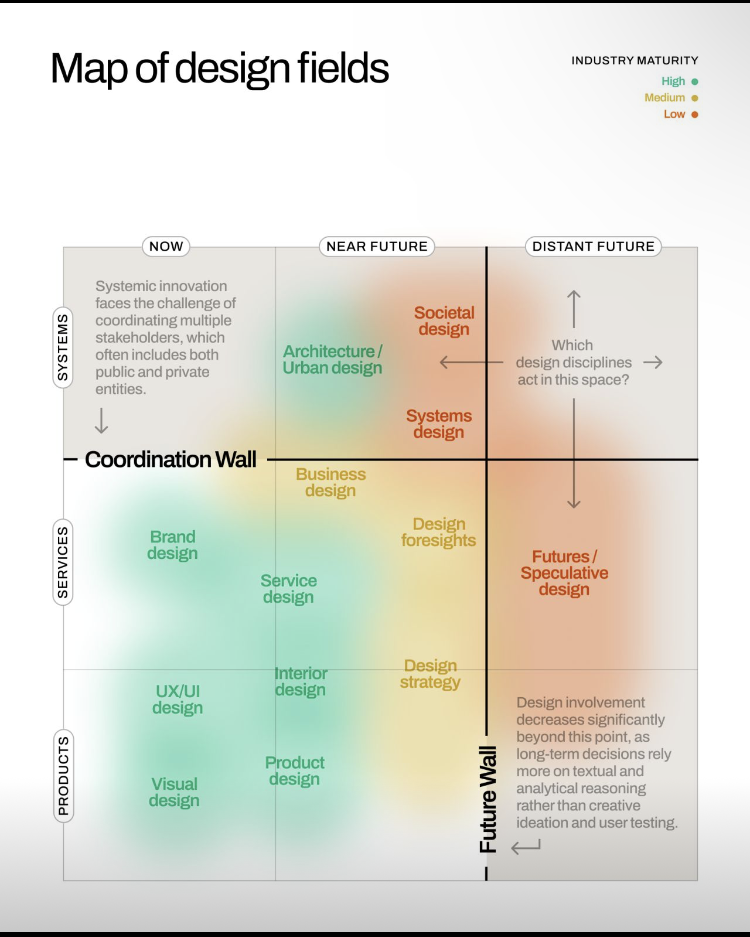 Map of design fields
INDUSTRY MATURITY
High
Medium
Low
NOW
NEAR FUTURE
DISTANT FUTURE
SYSTEMS
Systemic innovation
faces the challenge of
coordinating multiple
stakeholders, which
often includes both
public and private
entities.
Architecture /
Urban design
Societal
design
Systems
design
Which
design disciplines
act in this space?
Coordination Wall
SERVICES
Business
design
Brand
design
Service
design
Design
foresights
Futures /
Speculative
design
PRODUCTS
UX/UI
design
Interior
design
Design
strategy
Visual
design
Product
design
Future Wall
Design involvement
decreases significantly
beyond this point, as
long-term decisions rely
more on textual and
analytical reasoning
rather than creative
ideation and user testing.